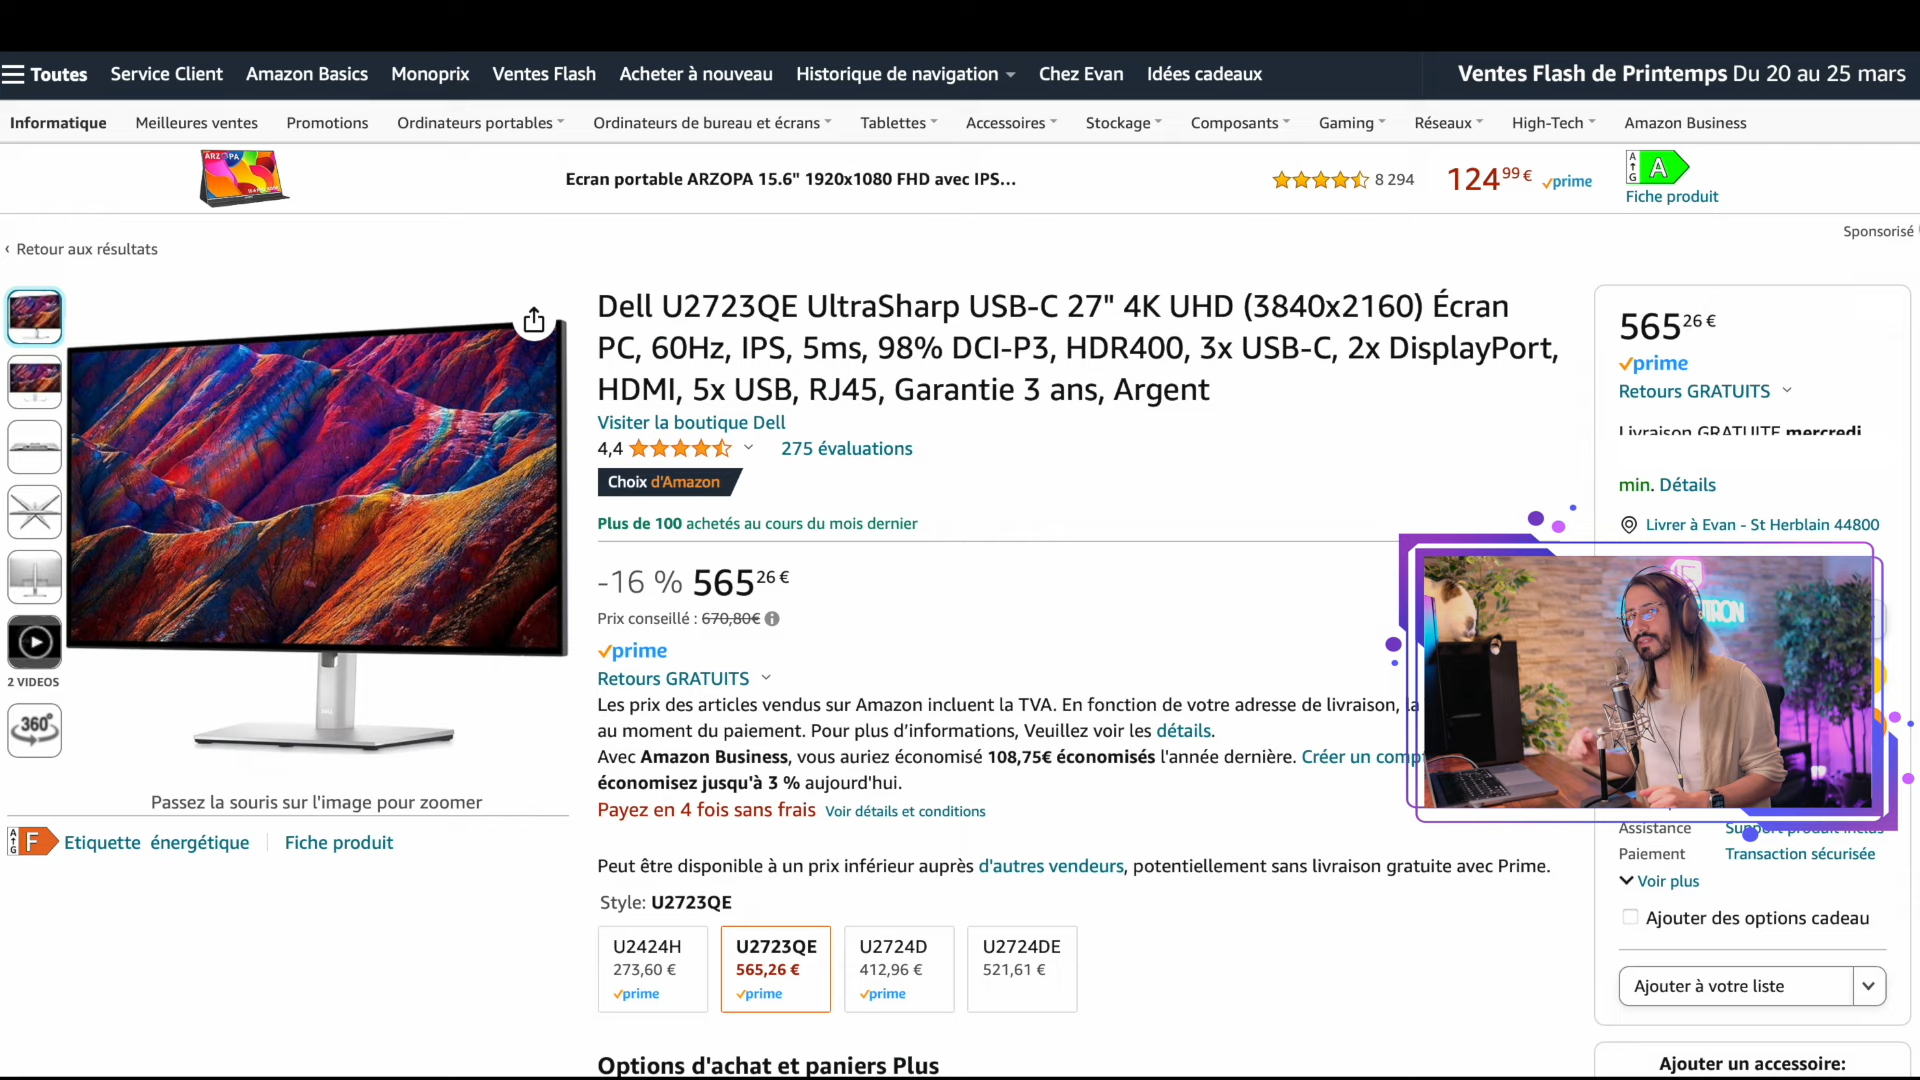 Toutes Service Client Amazon Basics Monoprix Ventes Flash Acheter à nouveau Historique de navigation Chez Evan Idées cadeaux Ventes Flash de Printemps Du 20 au 25 mars
Informatique Meilleures ventes Promotions Ordinateurs portables Ordinateurs de bureau et écrans Tablettes Accessoires Stockage Composants Gaming Réseaux High-Tech Amazon Business
ARZOPA
Ecran portable ARZOPA 15.6" 1920x1080 FHD avec IPS... 8 294 124,99€ prime A
G
A
Fiche produit
Sponsorisé
‹ Retour aux résultats
Dell U2723QE UltraSharp USB-C 27" 4K UHD (3840x2160) Écran
PC, 60Hz, IPS, 5ms, 98% DCI-P3, HDR400, 3x USB-C, 2x DisplayPort,
HDMI, 5x USB, RJ45, Garantie 3 ans, Argent
Visiter la boutique Dell
4,4 275 évaluations
Choix d'Amazon
Plus de 100 achetés au cours du mois dernier
-16 % 565,26 €
Prix conseillé : 670,80€
prime
Retours GRATUITS
Les prix des articles vendus sur Amazon incluent la TVA. En fonction de votre adresse de livraison, la
au moment du paiement. Pour plus d’informations, Veuillez voir les détails.
Avec Amazon Business, vous auriez économisé 108,75€ économisés l'année dernière. Créer un compt
économisez jusqu'à 3 % aujourd'hui.
Payez en 4 fois sans frais Voir détails et conditions
Peut être disponible à un prix inférieur auprès d'autres vendeurs, potentiellement sans livraison gratuite avec Prime.
Style: U2723QE
U2424H
273,60 €
prime
U2723QE
565,26 €
prime
U2724D
412,96 €
prime
U2724DE
521,61 €
Options d'achat et paniers Plus
2 VIDEOS
360°
DELL
Passez la souris sur l'image pour zoomer
A
G
F
Etiquette énergétique Fiche produit
565,26 €
prime
Retours GRATUITS
Livraison GRATUITE mercredi
min. Détails
Livrer à Evan - St Herblain 44800
TRON
Assistance Support produit inclus
Paiement Transaction sécurisée
Voir plus
Ajouter des options cadeau
Ajouter à votre liste
Ajouter un accessoire: